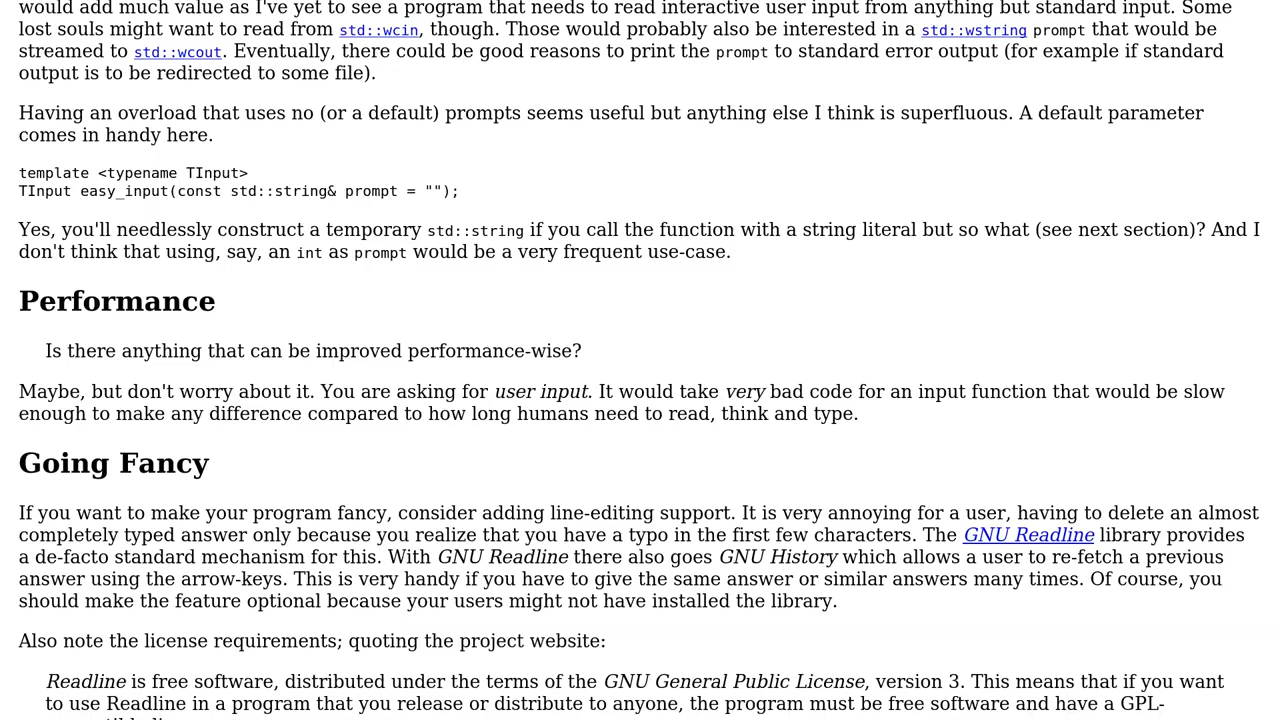 would add much value as I've yet to see a program that needs to read interactive user input from anything but standard input. Some
lost souls might want to read from std::wcin, though. Those would probably also be interested in a std::wstring prompt that would be
streamed to std::wcout. Eventually, there could be good reasons to print the prompt to standard error output (for example if standard
output is to be redirected to some file).
Having an overload that uses no (or a default) prompts seems useful but anything else I think is superfluous. A default parameter
comes in handy here.
template <typename TInput>
TInput easy_input(const std::string& prompt = "");
Yes, you'll needlessly construct a temporary std::string if you call the function with a string literal but so what (see next section)? And I
don't think that using, say, an int as prompt would be a very frequent use-case.
Performance
Is there anything that can be improved performance-wise?
Maybe, but don't worry about it. You are asking for user input. It would take very bad code for an input function that would be slow
enough to make any difference compared to how long humans need to read, think and type.
Going Fancy
If you want to make your program fancy, consider adding line-editing support. It is very annoying for a user, having to delete an almost
completely typed answer only because you realize that you have a typo in the first few characters. The GNU Readline library provides
a de-facto standard mechanism for this. With GNU Readline there also goes GNU History which allows a user to re-fetch a previous
answer using the arrow-keys. This is very handy if you have to give the same answer or similar answers many times. Of course, you
should make the feature optional because your users might not have installed the library.
Also note the license requirements; quoting the project website:
Readline is free software, distributed under the terms of the GNU General Public License, version 3. This means that if you want
to use Readline in a program that you release or distribute to anyone, the program must be free software and have a GPL-